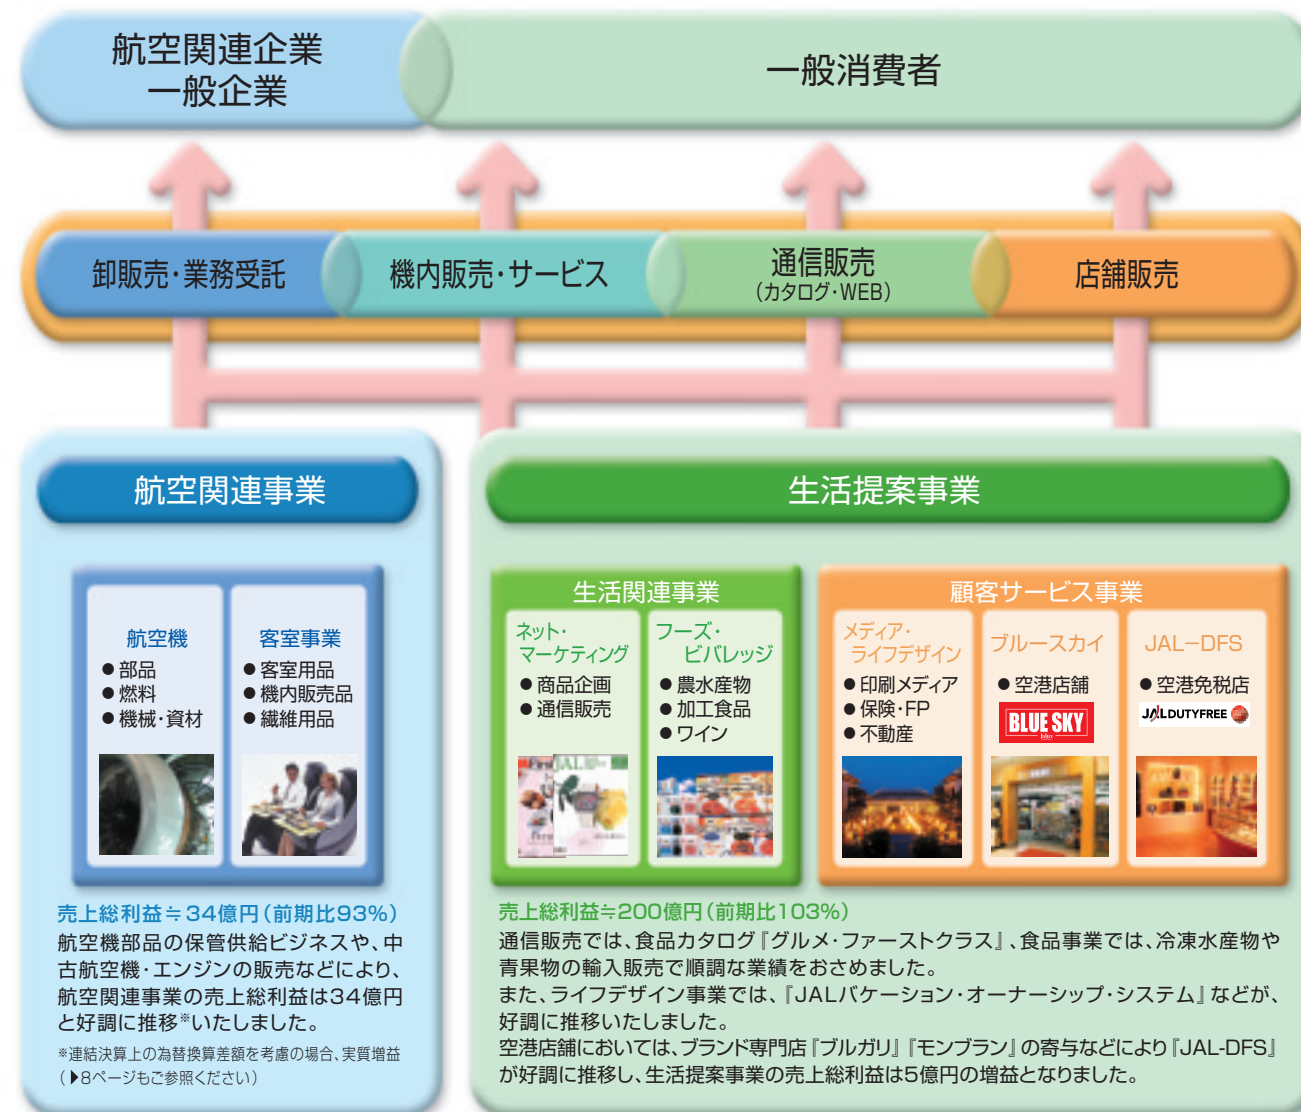 航空関連企業
一般企業
一般消費者
卸販売・業務受託
機内販売・サービス
通信販売
（カタログ・WEB）
店舗販売
航空関連事業
航空機
●部品
●燃料
●機械・資材
客室事業
●客室用品
●機内販売品
●繊維用品
売上総利益≒34億円（前期比93%）
航空機部品の保管供給ビジネスや、中
古航空機・エンジンの販売などにより、
航空関連事業の売上総利益は34億円
と好調に推移※いたしました。
※連結決算上の為替換算差額を考慮の場合、実質増益
（▶8ページもご参照ください）
生活提案事業
生活関連事業
ネット・
マーケティング
●商品企画
●通信販売
JAL
フーズ・
ビバレッジ
●農水産物
●加工食品
●ワイン
顧客サービス事業
メディア・
ライフデザイン
●印刷メディア
●保険・FP
●不動産
ブルースカイ
●空港店舗
BLUE SKY
JAL－DFS
●空港免税店
JAL DUTYFREE
売上総利益≒200億円（前期比103%）
通信販売では、食品カタログ『グルメ・ファーストクラス』、食品事業では、冷凍水産物や
青果物の輸入販売で順調な業績をおさめました。
また、ライフデザイン事業では、『JALバケーション・オーナーシップ・システム』などが、
好調に推移いたしました。
空港店舗においては、ブランド専門店『ブルガリ』『モンブラン』の寄与などにより『JAL-DFS』
が好調に推移し、生活提案事業の売上総利益は5億円の増益となりました。